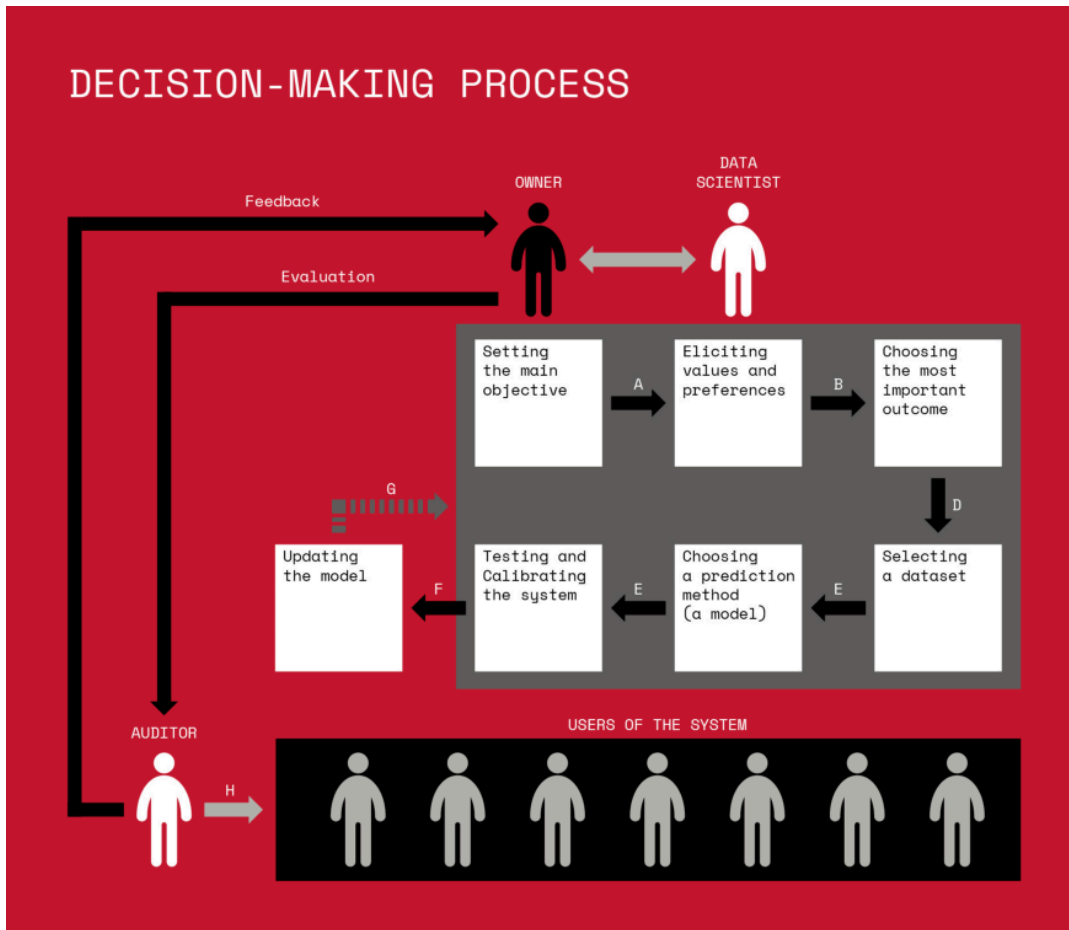 DECISION-MAKING PROCESS
DATA
SCIENTIST
OWNER
Feedback
Evaluation
Setting
the main
objective
A
Eliciting
values and
preferences
B
Choosing
the most
important
outcome
D
Selecting
a dataset
E
Choosing
a prediction
method
(a model)
E
Testing and
Calibrating
the system
F
Updating
the model
G
AUDITOR
H
USERS OF THE SYSTEM